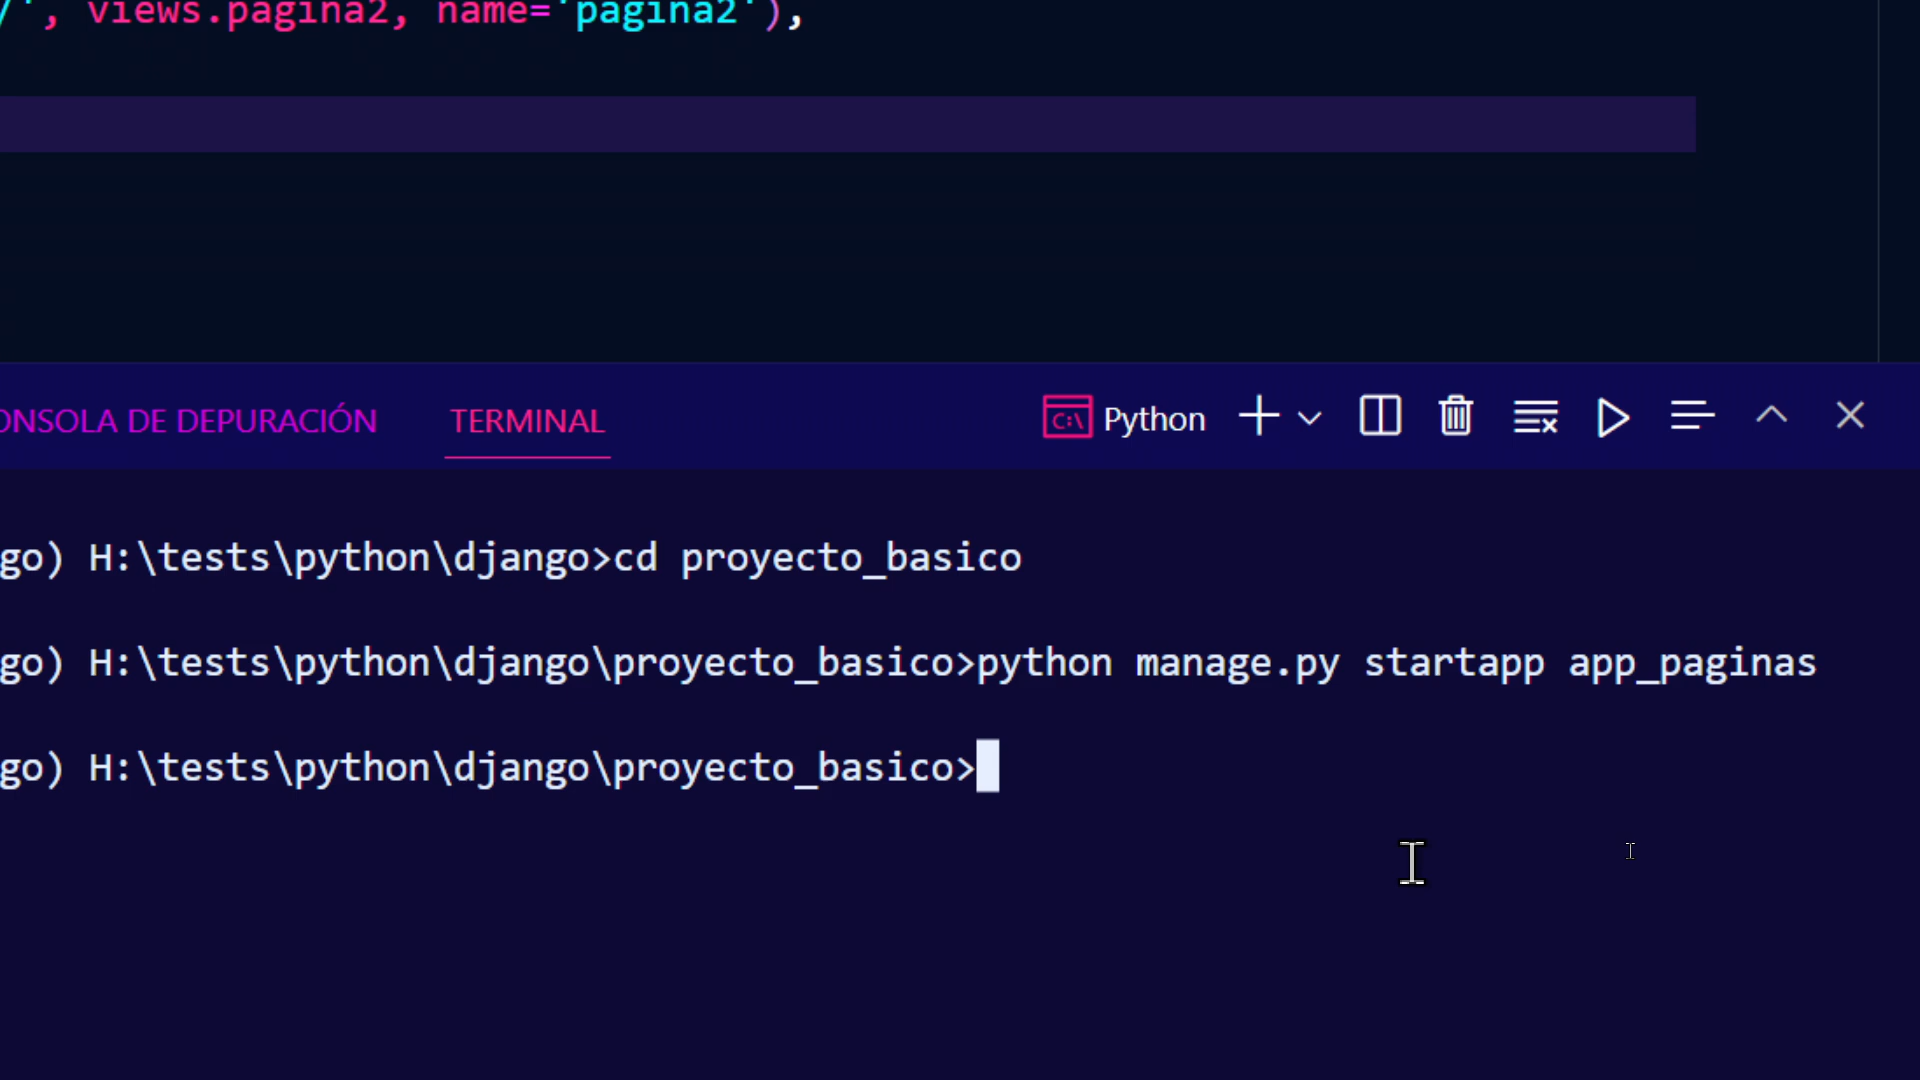 /', views.pagina2, name='pagina2'),
ONSOLA DE DEPURACIÓN TERMINAL C:\ Python
go) H:\tests\python\django>cd proyecto_basico
go) H:\tests\python\django\proyecto_basico>python manage.py startapp app_paginas
go) H:\tests\python\django\proyecto_basico>